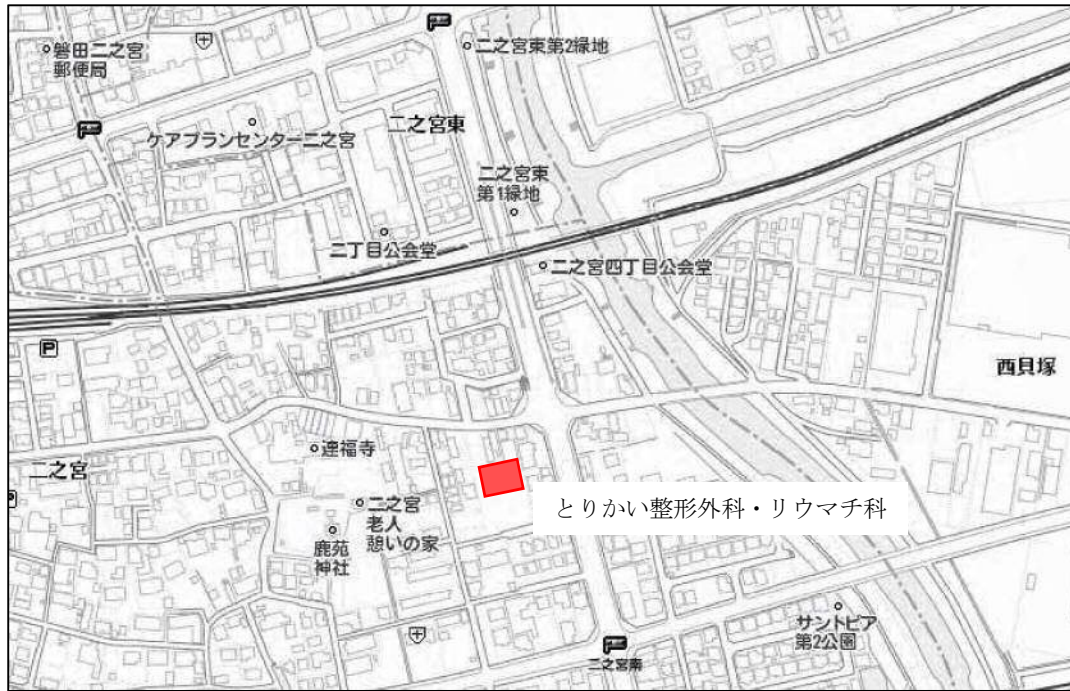 二之宮東第2緑地
磐田二之宮
郵便局
ケアプランセンター二之宮
二之宮東
二之宮東
第1緑地
二丁目公会堂
二之宮四丁目公会堂
P
西貝塚
連福寺
二之宮
とりかい整形外科・リウマチ科
二之宮
老人
憩いの家
鹿苑
神社
サントピア
第2公園
二之宮南